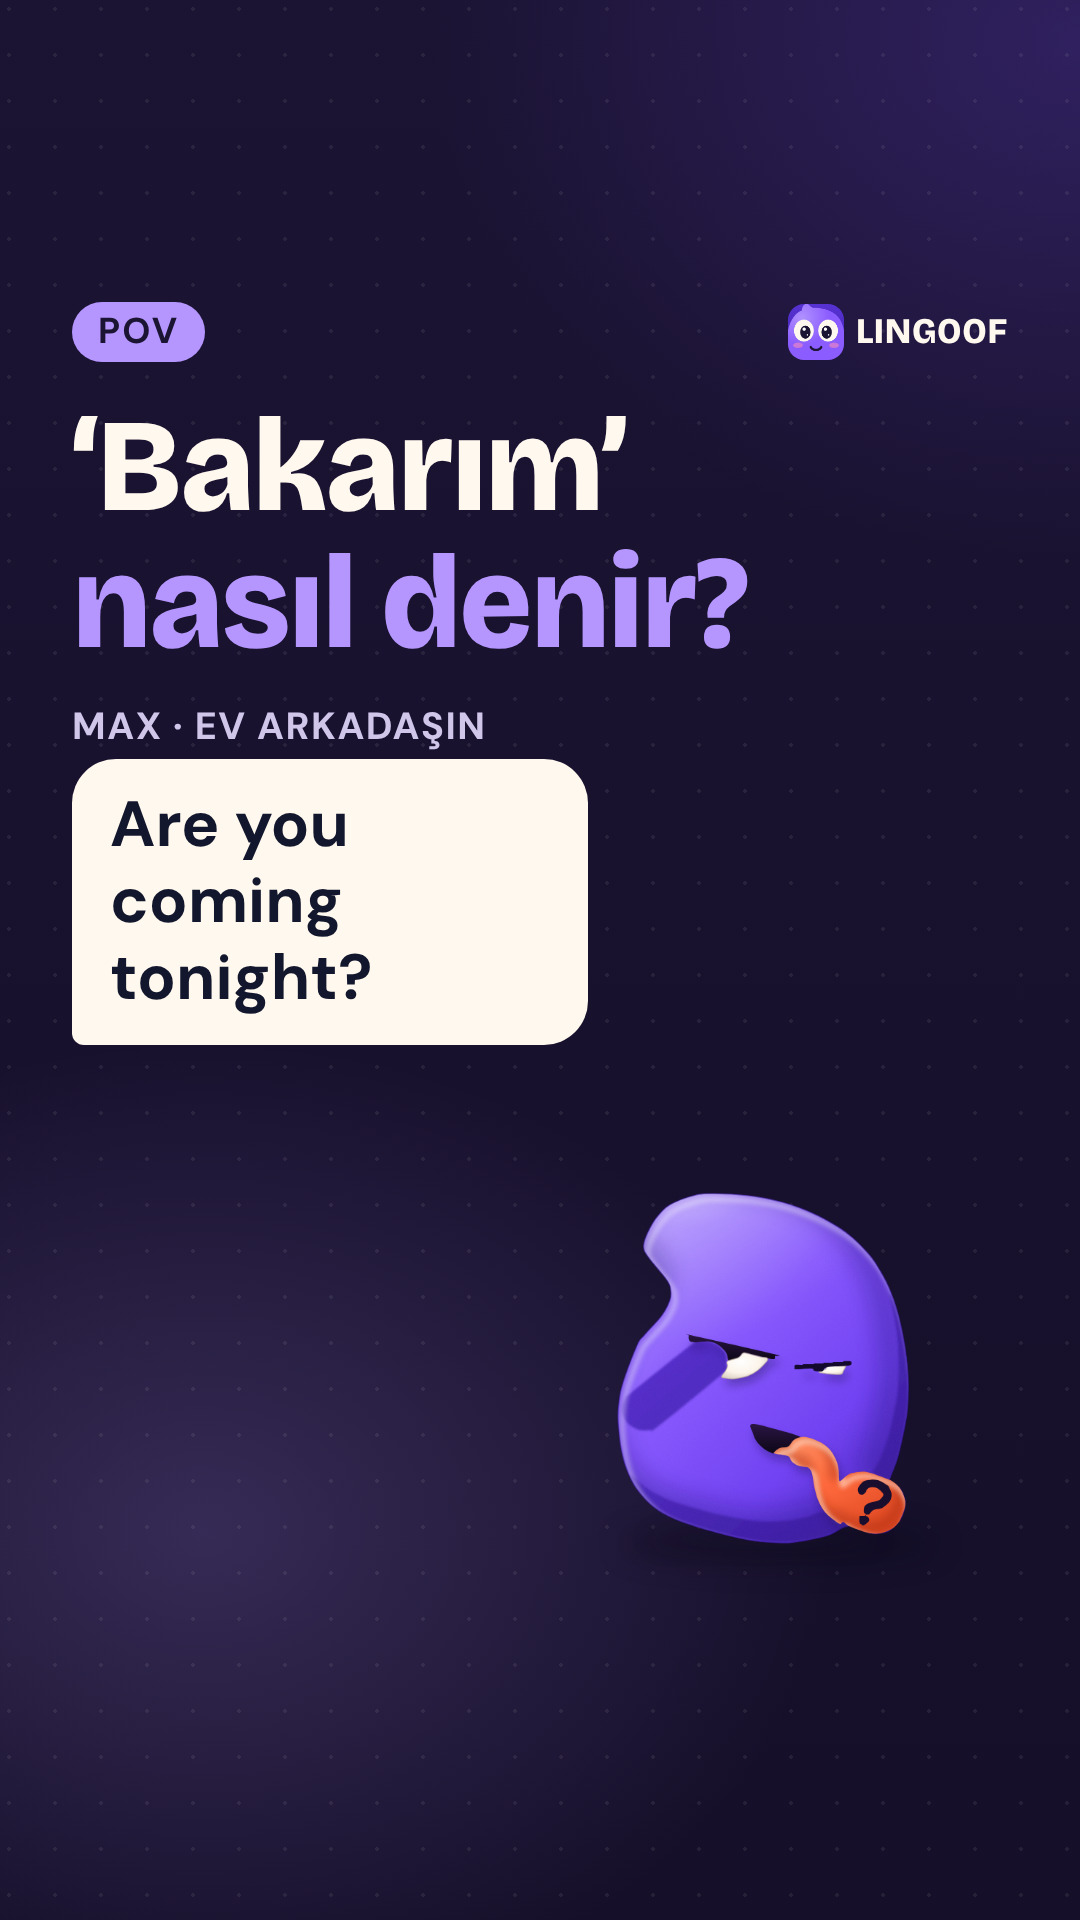 POV
LINGOOF
‘Bakarım’
nasıl denir?
MAX · EV ARKADAŞIN
Are you
coming
tonight?
?